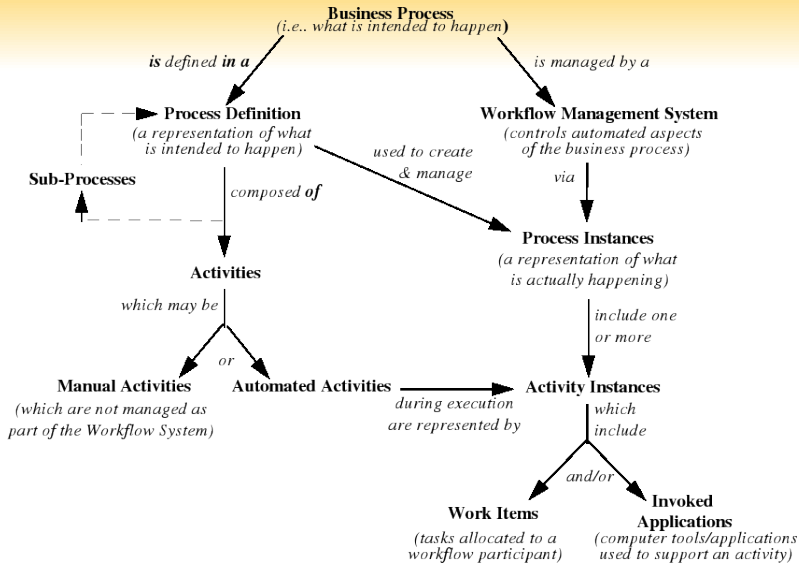 Business Process
(i.e.. what is intended to happen)
is defined in a
is managed by a
Process Definition
(a representation of what
is intended to happen)
Workflow Management System
(controls automated aspects
of the business process)
used to create
& manage
via
Sub-Processes
composed of
Process Instances
(a representation of what
is actually happening)
Activities
which may be
include one
or more
or
Manual Activities
(which are not managed as
part of the Workflow System)
Automated Activities
during execution
are represented by
Activity Instances
which
include
and/or
Work Items
(tasks allocated to a
workflow participant)
Invoked
Applications
(computer tools/applications
used to support an activity)